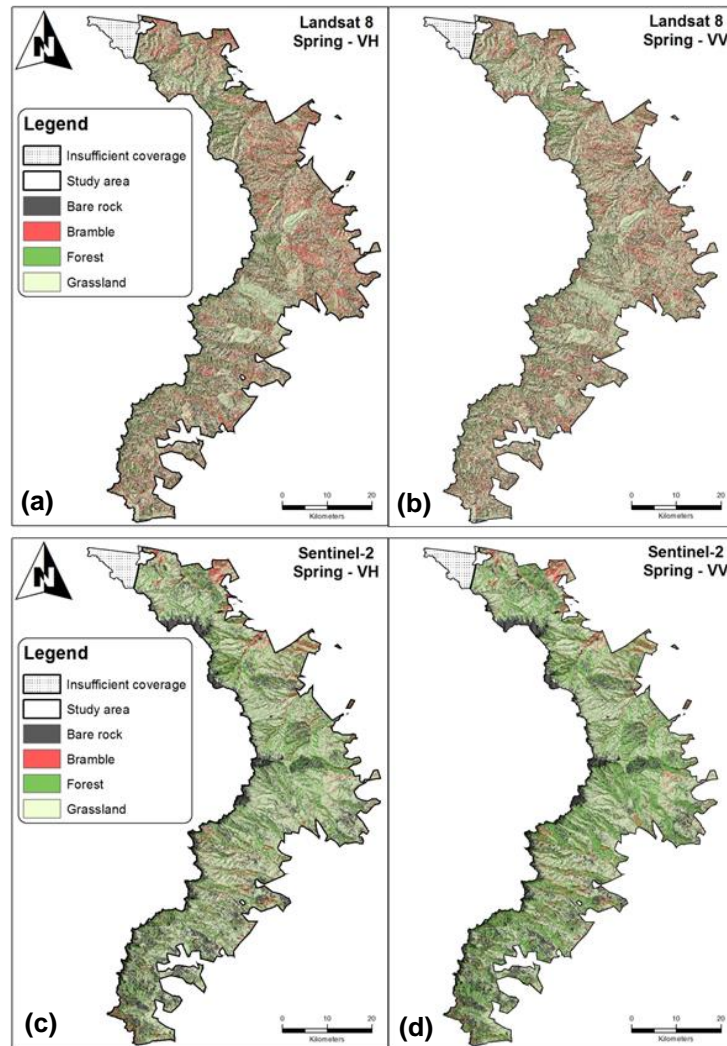 N
Landsat 8
Spring - VH
Legend
Insufficient coverage
Study area
Bare rock
Bramble
Forest
Grassland
(a)
0 10 20
Kilometers
Landsat 8
Spring - VV
(b)
0 10 20
Kilometers
N
Sentinel-2
Spring - VH
Legend
Insufficient coverage
Study area
Bare rock
Bramble
Forest
Grassland
(c)
0 10 20
Kilometers
Sentinel-2
Spring - VV
(d)
0 10 20
Kilometers